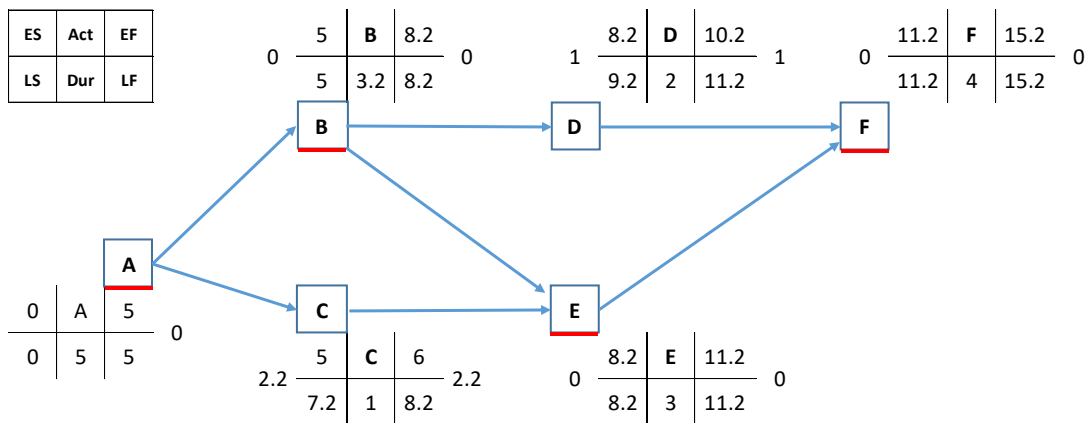 ES Act EF
LS Dur LF
0 5 B 8.2 0
5 3.2 8.2
1 8.2 D 10.2 1
9.2 2 11.2
0 11.2 F 15.2 0
11.2 4 15.2
B
D
F
A
0 A 5 0
0 5 5
C
E
2.2 5 C 6 2.2
7.2 1 8.2
0 8.2 E 11.2 0
8.2 3 11.2